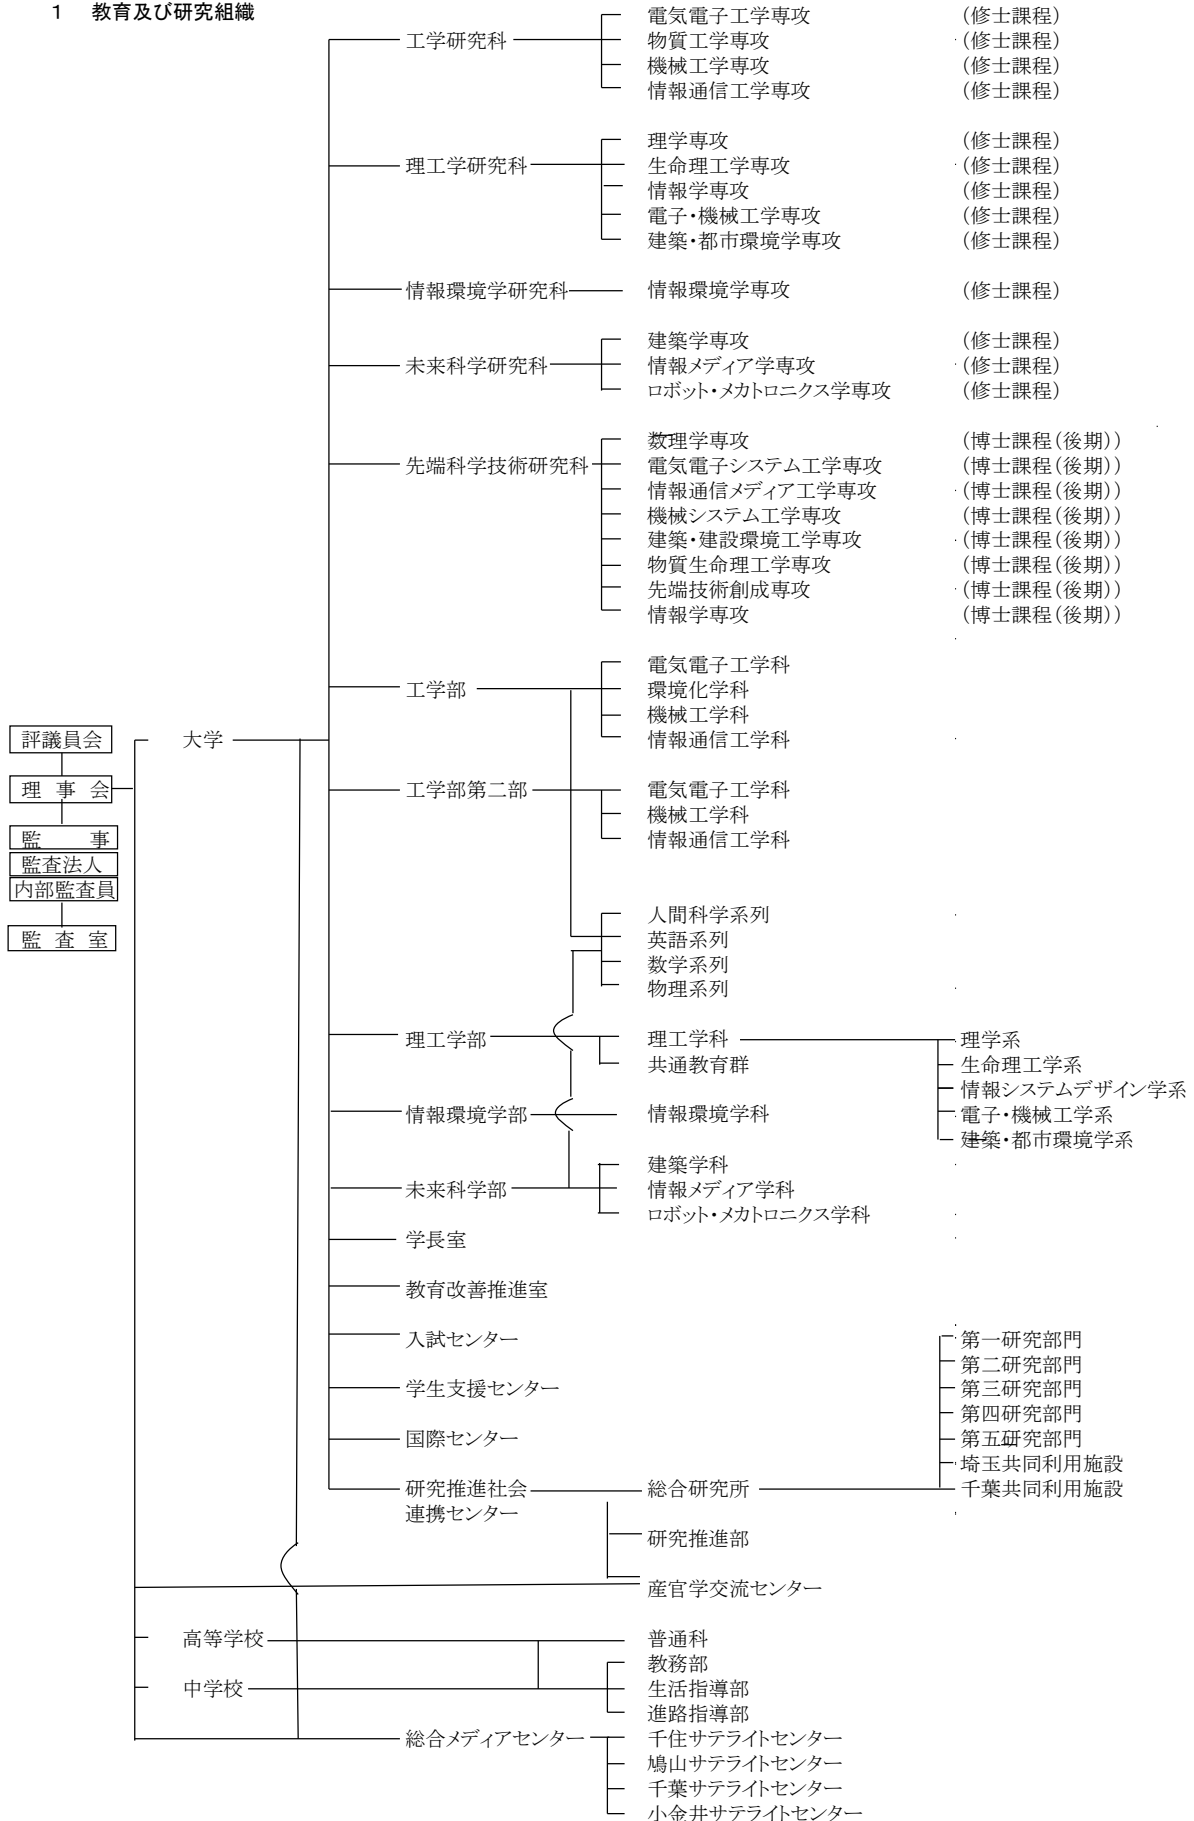 1 教育及び研究組織
電気電子工学専攻 (修士課程)
工学研究科 物質工学専攻 (修士課程)
機械工学専攻 (修士課程)
情報通信工学専攻 (修士課程)
理学専攻 (修士課程)
理工学研究科 生命理工学専攻 (修士課程)
情報学専攻 (修士課程)
電子・機械工学専攻 (修士課程)
建築・都市環境学専攻 (修士課程)
情報環境学研究科 情報環境学専攻 (修士課程)
建築学専攻 (修士課程)
未来科学研究科 情報メディア学専攻 (修士課程)
ロボット・メカトロニクス学専攻 (修士課程)
数理学専攻 (博士課程(後期))
先端科学技術研究科 電気電子システム工学専攻 (博士課程(後期))
情報通信メディア工学専攻 (博士課程(後期))
機械システム工学専攻 (博士課程(後期))
建築・建設環境工学専攻 (博士課程(後期))
物質生命理工学専攻 (博士課程(後期))
先端技術創成専攻 (博士課程(後期))
情報学専攻 (博士課程(後期))
電気電子工学科
工学部 環境化学科
機械工学科
評議員会 大学 情報通信工学科
理事会 工学部第二部 電気電子工学科
機械工学科
監事 情報通信工学科
監査法人
内部監査員
人間科学系列
監査室 英語系列
数学系列
物理系列
理工学部 理工学科 理学系
共通教育群 生命理工学系
情報システムデザイン学系
情報環境学部 情報環境学科 電子・機械工学系
建築・都市環境学系
建築学科
未来科学部 情報メディア学科
ロボット・メカトロニクス学科
学長室
教育改善推進室
入試センター 第一研究部門
第二研究部門
学生支援センター 第三研究部門
第四研究部門
国際センター 第五研究部門
埼玉共同利用施設
研究推進社会 総合研究所 千葉共同利用施設
連携センター
研究推進部
産官学交流センター
高等学校 普通科
教務部
中学校 生活指導部
進路指導部
総合メディアセンター 千住サテライトセンター
鳩山サテライトセンター
千葉サテライトセンター
小金井サテライトセンター